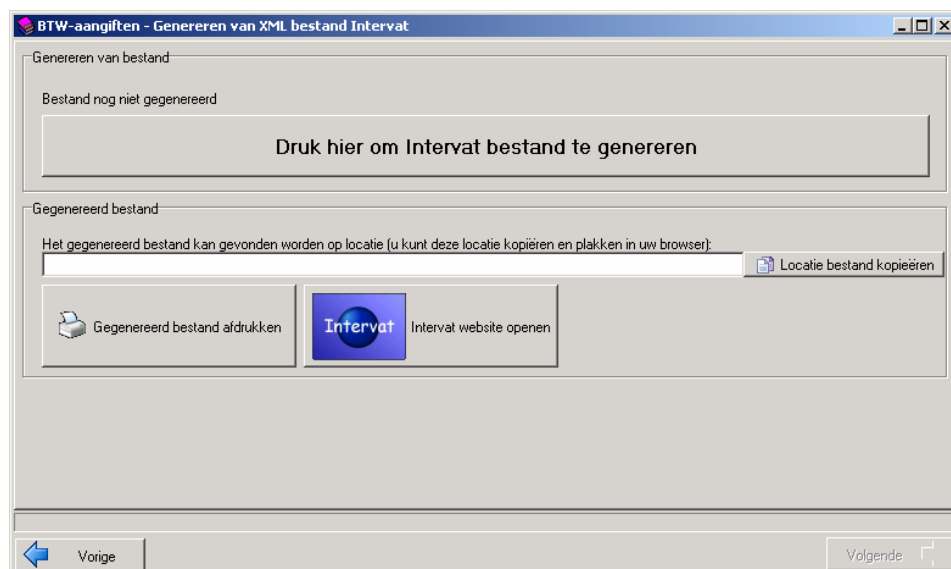 BTW-aangiften - Genereren van XML bestand Intervat
Genereren van bestand
Bestand nog niet gegenereerd
Druk hier om Intervat bestand te genereren
Gegenereerd bestand
Het gegenereerd bestand kan gevonden worden op locatie (u kunt deze locatie kopiëren en plakken in uw browser):
Locatie bestand kopieëren
Gegenereerd bestand afdrukken
Intervat
Intervat website openen
Vorige
Volgende